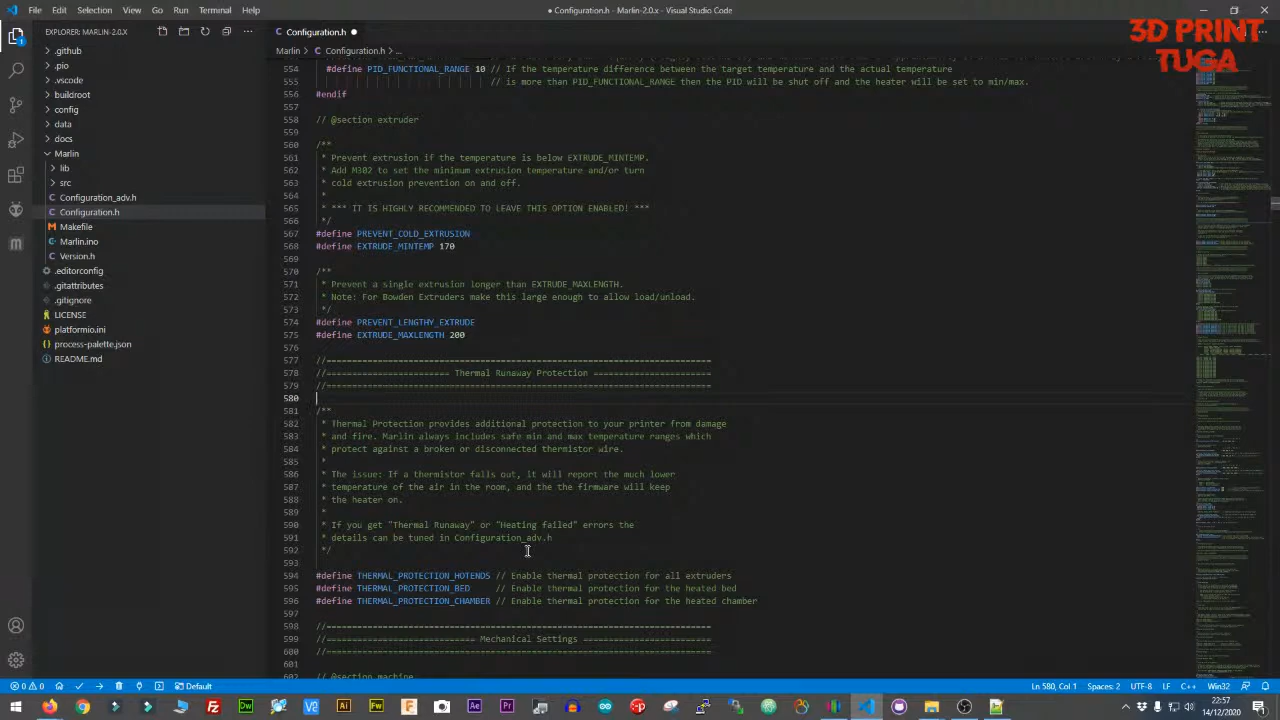 File Edit Selection View Go Run Terminal Help
● Configuration.h - Marlin-2.0.x - Visual Studio Code
3D PRINT
TUGA
EXPLORER: MARLIN-2.0.X
.github
.pio
.vscode
buildroot
config
data
docs
Marlin
lib
src
Configuration_adv.h
Configuration.h
Makefile
Marlin.ino
Version.h
.editorconfig
.gitattributes
.gitignore
LICENSE
platformio.ini
process-palette.json
README.md
Configuration.h ●
Marlin > Configuration.h > ...
554 #define PID_FUNCTIONAL_RANGE 10 // If the temperature difference between the target temperature and the actual temperature
555 // is more than PID_FUNCTIONAL_RANGE then the PID will be shut off and the heater will be set to min/max.
556 #endif
557
558 // @section extruder
559
560 /**
561 * Prevent extrusion if the temperature is below EXTRUDE_MINTEMP.
562 * Add M302 to set the minimum extrusion temperature and/or turn
563 * cold extrusion prevention on and off.
564 *
565 * *** IT IS HIGHLY RECOMMENDED TO LEAVE THIS OPTION ENABLED! ***
566 */
567 #define PREVENT_COLD_EXTRUSION
568 #define EXTRUDE_MINTEMP 170
569
570 /**
571 * Prevent a single extrusion longer than EXTRUDE_MAXLENGTH.
572 * Note: For Bowden Extruders make this large enough to allow load/unload.
573 */
574 #define PREVENT_LENGTHY_EXTRUDE
575 #define EXTRUDE_MAXLENGTH 200
576
577 //===========================================================================
578 //======================== Thermal Runaway Protection =======================
579 //===========================================================================
580
581 /**
582 * Thermal Protection provides additional protection to your printer from damage
583 * and fire. Marlin always includes safe min and max temperature ranges which
584 * protect against a broken or disconnected thermistor wire.
585 *
586 * The issue: If a thermistor falls out, it will report the much lower
587 * temperature of the air in the room, and the the firmware will keep
588 * the heater on.
589 *
590 * If you get "Thermal Runaway" or "Heating failed" errors the
591 * details can be tuned in Configuration_adv.h
592 */
593
594 #define THERMAL_PROTECTION_HOTENDS // Enable thermal protection for all extruders
595 #define THERMAL_PROTECTION_BED // Enable thermal protection for the heated bed
596 #define THERMAL_PROTECTION_CHAMBER // Enable thermal protection for the heated chamber
597
598 //===========================================================================
599 //============================= Mechanical Settings =========================
600 //===========================================================================
601
602 // @section machine
0 0 Default
Ln 580, Col 1 Spaces: 2 UTF-8 LF C++ Win32
22:57
14/12/2020